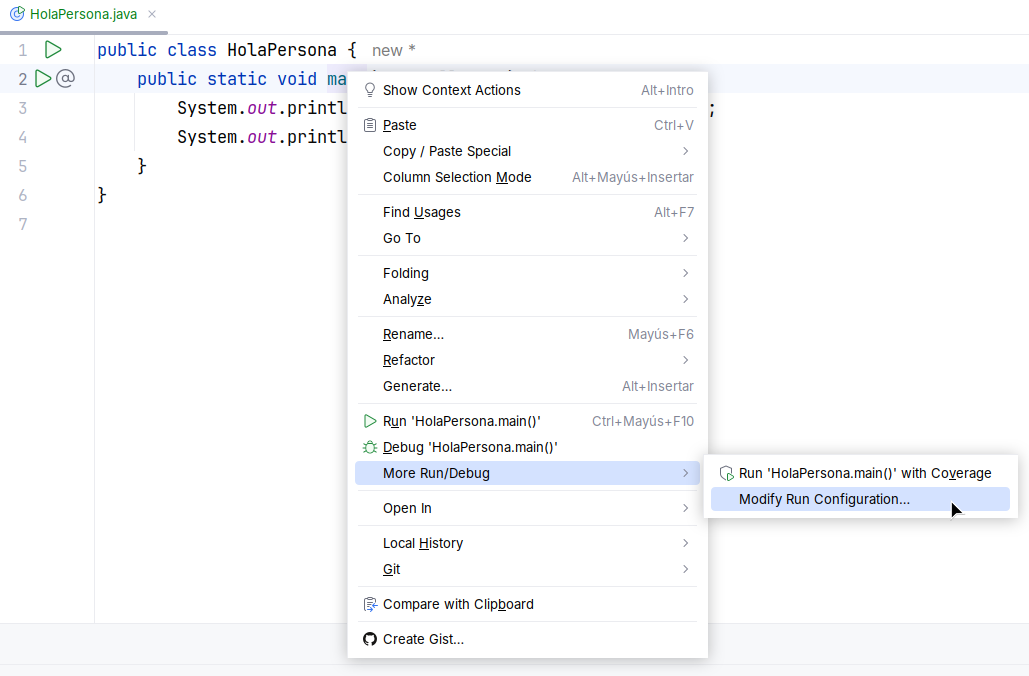 HolaPersona.java
1 public class HolaPersona { new *
2 @ public static void ma
3 System.out.printl ;
4 System.out.printl
5 }
6 }
7
Show Context Actions Alt+Intro
Paste Ctrl+V
Copy / Paste Special
Column Selection Mode Alt+Mayús+Insertar
Find Usages Alt+F7
Go To
Folding
Analyze
Rename... Mayús+F6
Refactor
Generate... Alt+Insertar
Run 'HolaPersona.main()' Ctrl+Mayús+F10
Debug 'HolaPersona.main()'
More Run/Debug
Run 'HolaPersona.main()' with Coverage
Modify Run Configuration...
Open In
Local History
Git
Compare with Clipboard
Create Gist...